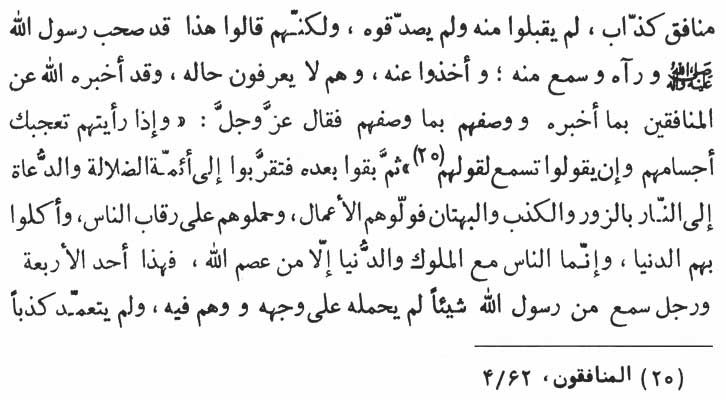 منافق كذّاب ، لم يقبلوا منه ولم يصدّقوه ، ولكنّهم قالوا هذا قد صحب رسول الله
ﷺ و رآه و سمع منه ؛ و أخذوا عنه ، و هم لا يعرفون حاله ، وقد أخبره الله عن
المنافقين بما أخبره و وصفهم بما وصفهم فقال عزَّ وجلَّ : « وإذا رأيتهم تعجبك
أجسامهم وإن يقولوا تسمع لقولهم(٢٥)» ثمَّ بقوا بعده فتقرَّبوا إلى أئمّة الضلالة والدُّعاة
إلى النّار بالزور والكذب والبهتان فولّوهم الأعمال، وحملوهم على رقاب الناس، وأكلوا
بهم الدنيا ، وإنّما الناس مع الملوك والدُّنيا إلّا من عصم الله ، فهذا أحد الأربعة
ورجل سمع من رسول الله شيئاً لم يحمله على وجهه و وهم فيه ، ولم يتعمّد كذباً
(٢٥) المنافقون، ۴/۶۲